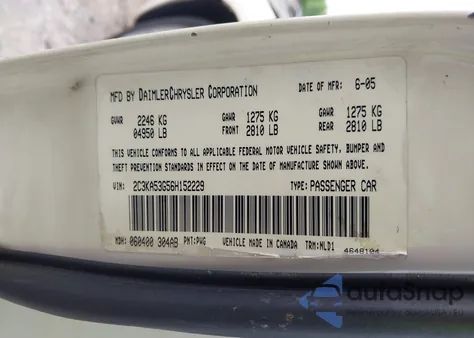 MFD BY DAIMLERCHRYSLER CORPORATION DATE OF MFR: 6-05
GVWR 2246 KG GAWR 1275 KG GAWR 1275 KG
04950 LB FRONT 2810 LB REAR 2810 LB
THIS VEHICLE CONFORMS TO ALL APPLICABLE FEDERAL MOTOR VEHICLE SAFETY, BUMPER AND
THEFT PREVENTION STANDARDS IN EFFECT ON THE DATE OF MANUFACTURE SHOWN ABOVE.
VIN: 2C3KA53G56H152229 TYPE: PASSENGER CAR
MDH: 060400 304AB PNT: PWG VEHICLE MADE IN CANADA TRM: MLD1 4648104
autoSnap